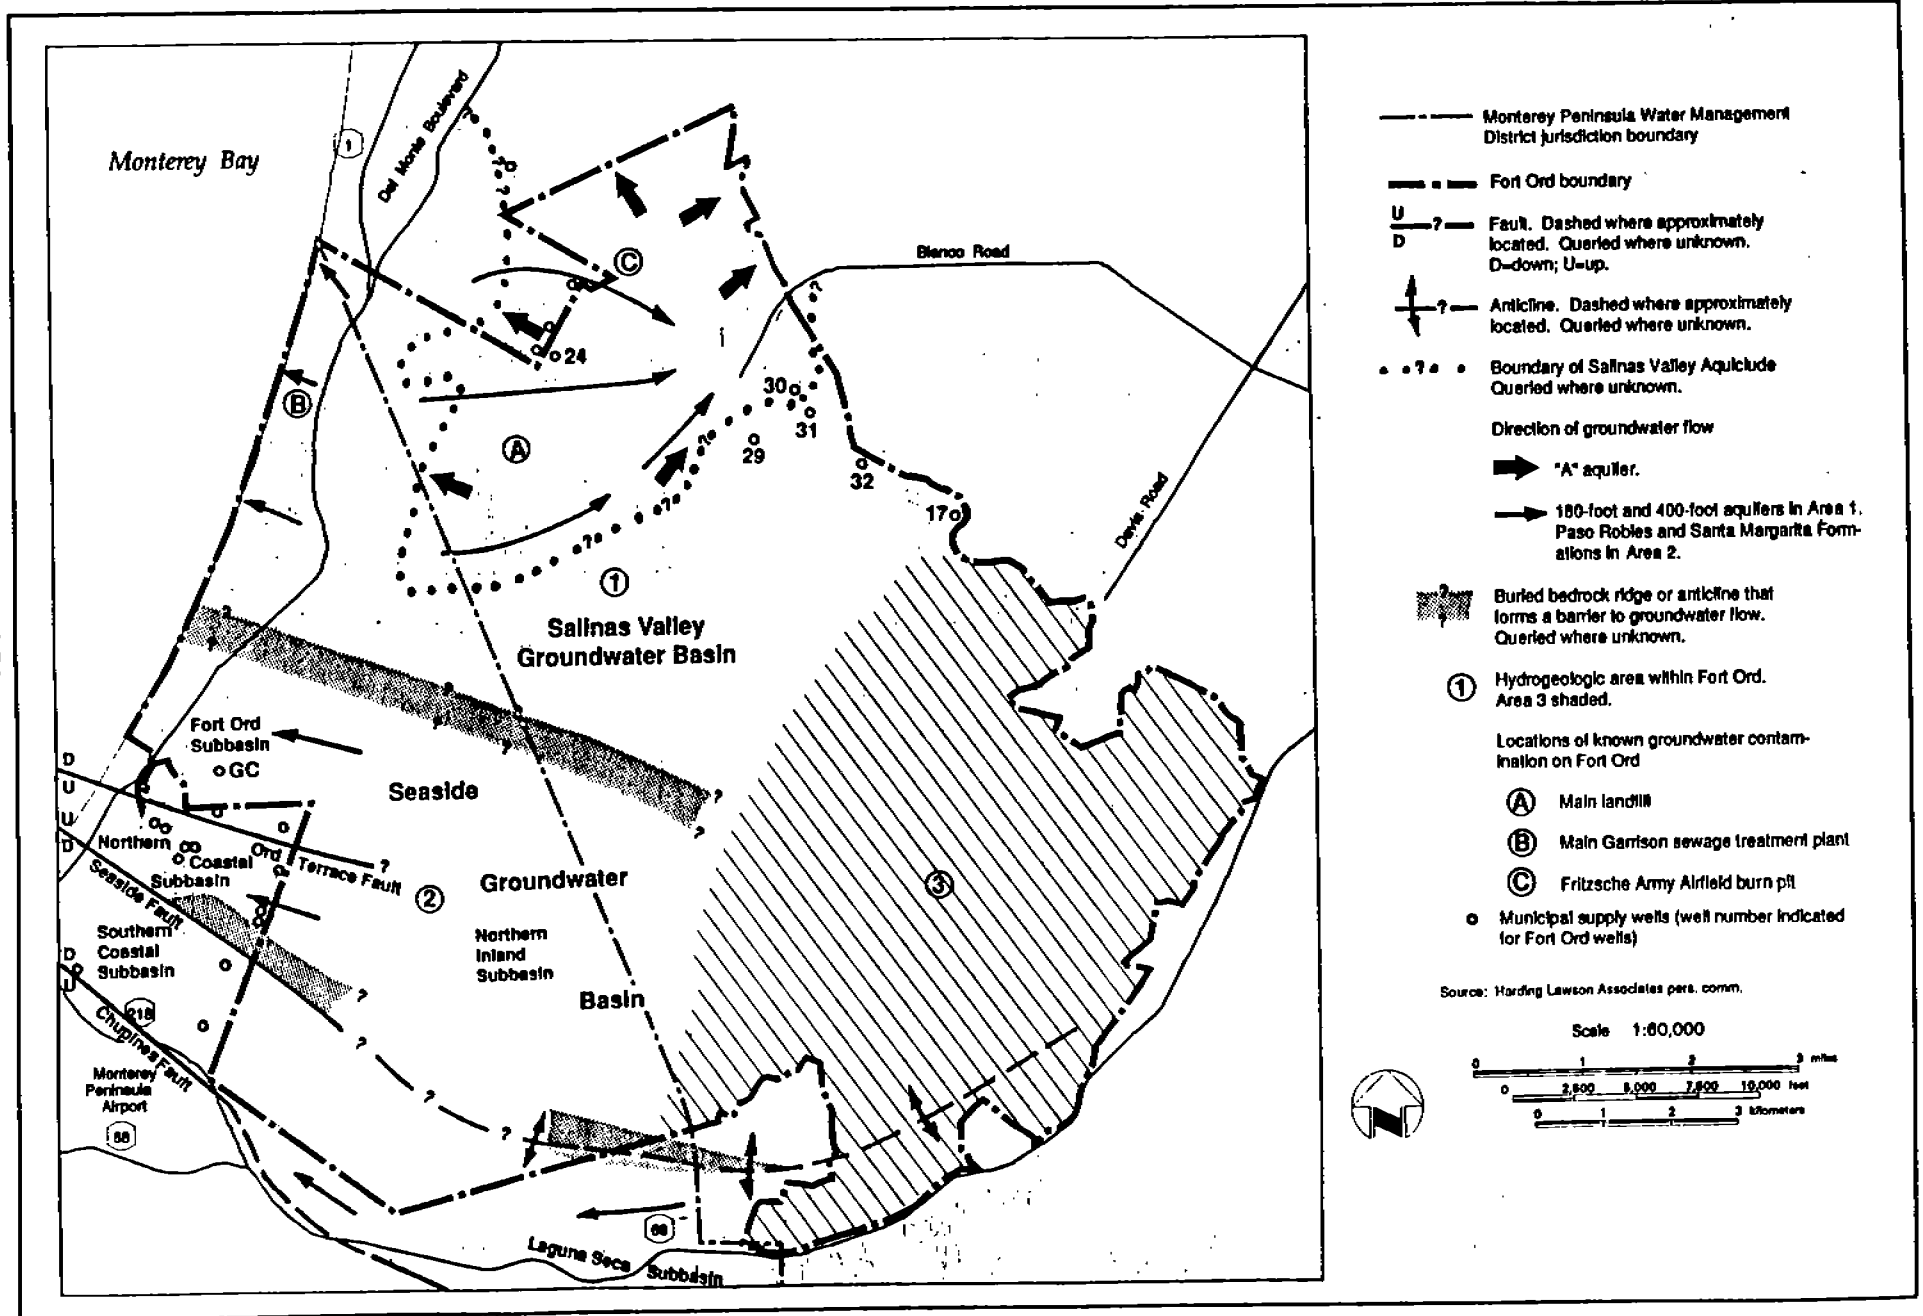 Monterey Bay
1
Del Monte Boulevard
Blanco Road
Davis Road
C
24
B
A
30
31
29
32
17
1
Salinas Valley
Groundwater Basin
Fort Ord
Subbasin
GC
Seaside
D
U
U
D
Northern
Coastal
Subbasin
Ord Terrace Fault
Seaside Fault
2
Groundwater
3
Southern
Coastal
Subbasin
Northern
Inland
Subbasin
Basin
D
U
218
Chupines Fault
Monterey
Peninsula
Airport
68
68
Laguna Seca Subbasin
Monterey Peninsula Water Management
District jurisdiction boundary
Fort Ord boundary
U
?
D
Fault. Dashed where approximately
located. Queried where unknown.
D=down; U=up.
?
Anticline. Dashed where approximately
located. Queried where unknown.
?
Boundary of Salinas Valley Aquiclude
Queried where unknown.
Direction of groundwater flow
"A" aquifer.
180-foot and 400-foot aquifers in Area 1.
Paso Robles and Santa Margarita Form-
ations in Area 2.
?
?
Buried bedrock ridge or anticline that
forms a barrier to groundwater flow.
Queried where unknown.
1
Hydrogeologic area within Fort Ord.
Area 3 shaded.
Locations of known groundwater contam-
ination on Fort Ord
A Main landfill
B Main Garrison sewage treatment plant
C Fritzsche Army Airfield burn pit
Municipal supply wells (well number indicated
for Fort Ord wells)
Source: Harding Lawson Associates pers. comm.
Scale 1:60,000
0 1 2 3 miles
0 2,500 5,000 7,500 10,000 feet
0 1 2 3 kilometers
N